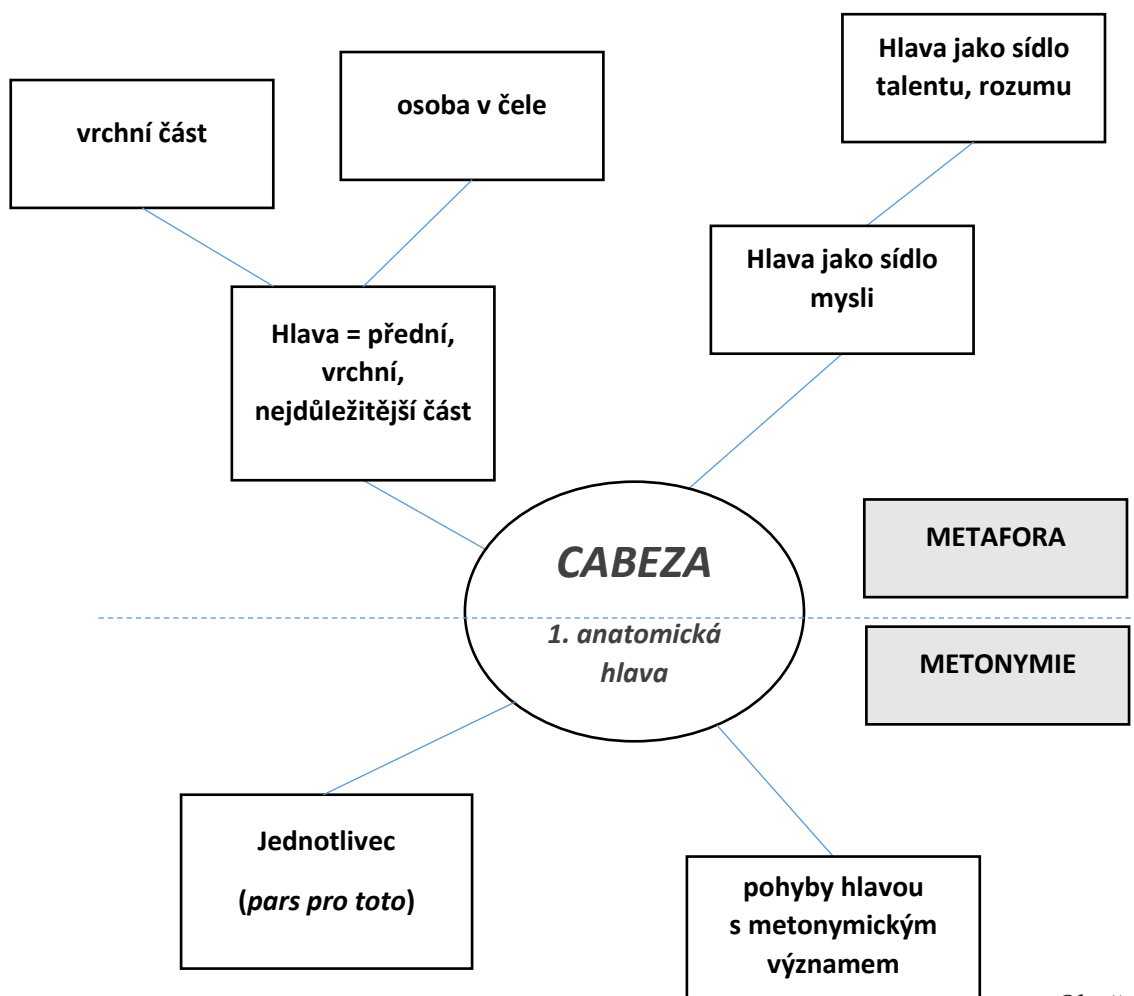 Hlava jako sídlo
talentu, rozumu
osoba v čele
vrchní část
Hlava jako sídlo
mysli
Hlava = přední,
vrchní,
nejdůležitější část
CABEZA
1. anatomická
hlava
METAFORA
METONYMIE
Jednotlivec
(pars pro toto)
pohyby hlavou
s metonymickým
významem